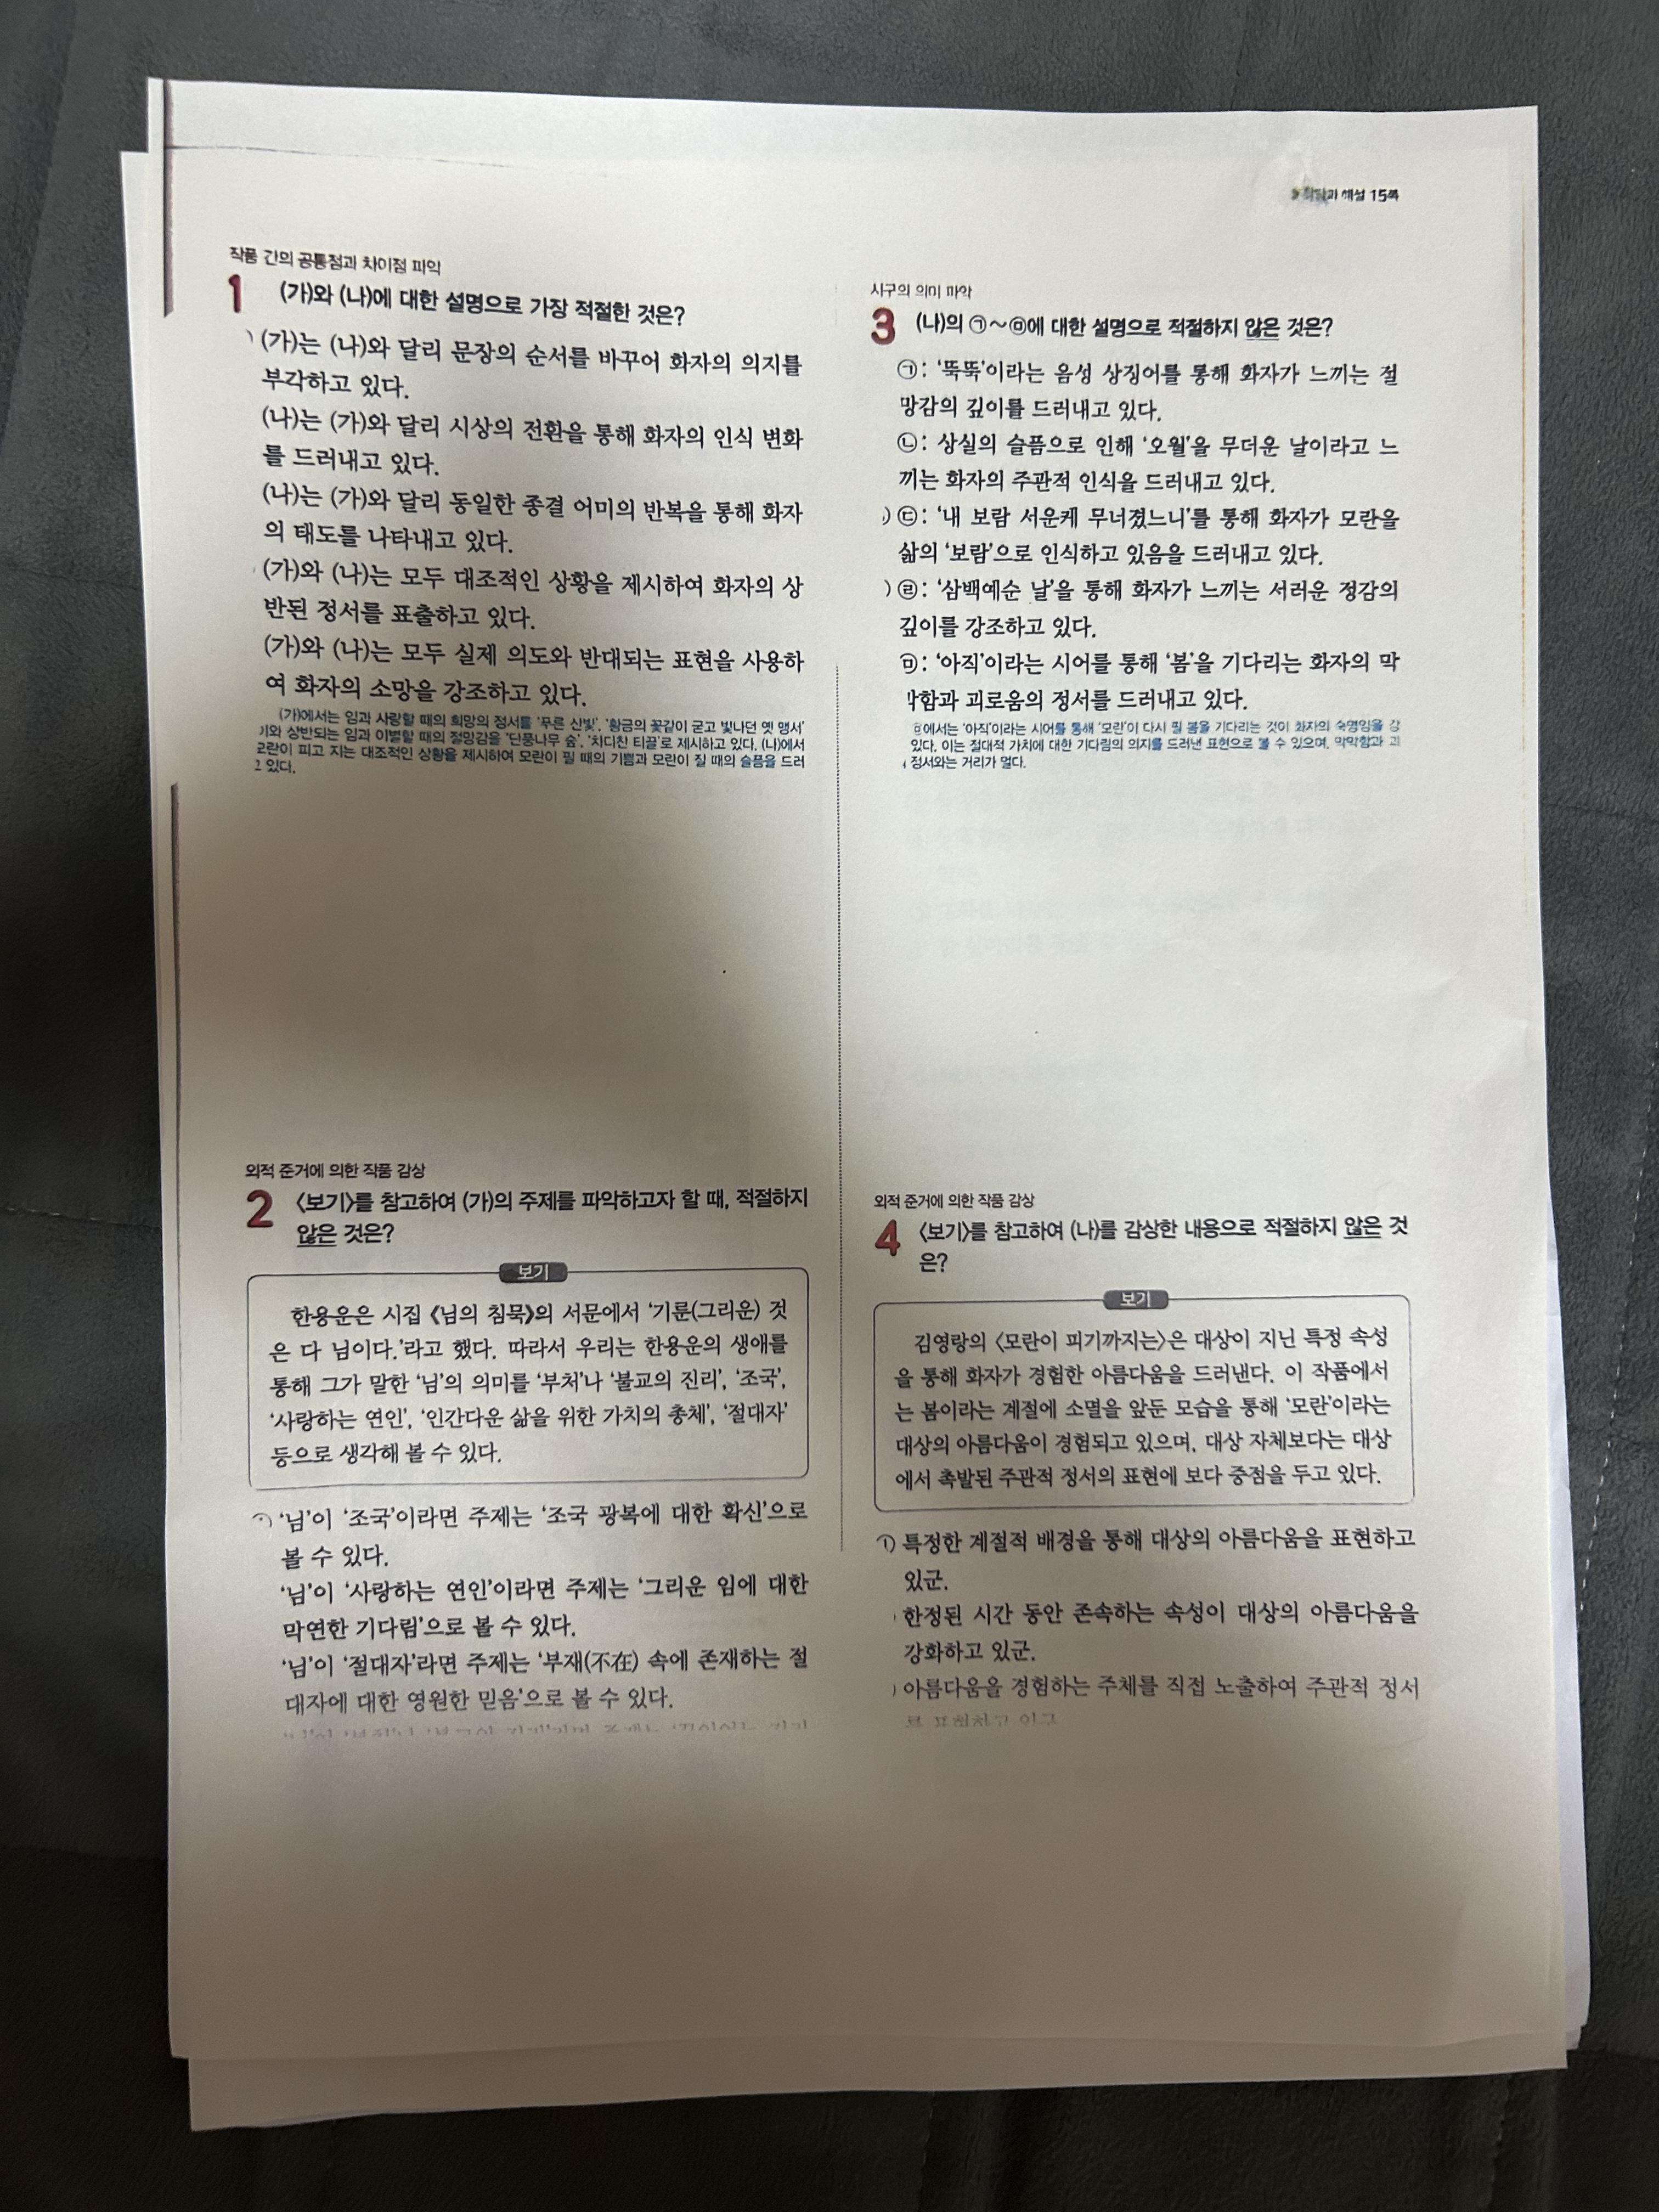 해설 15쪽
작품 간의 공통점과 차이점 파악
1 (가)와 (나)에 대한 설명으로 가장 적절한 것은?
(가)는 (나)와 달리 문장의 순서를 바꾸어 화자의 의지를
부각하고 있다.
(나)는 (가)와 달리 시상의 전환을 통해 화자의 인식 변화
를 드러내고 있다.
(나)는 (가)와 달리 동일한 종결 어미의 반복을 통해 화자
의 태도를 나타내고 있다.
(가)와 (나)는 모두 대조적인 상황을 제시하여 화자의 상
반된 정서를 표출하고 있다.
(가)와 (나)는 모두 실제 의도와 반대되는 표현을 사용하
여 화자의 소망을 강조하고 있다.
(가)에서는 임과 사랑할 때의 희망의 정서를 '푸른 산빛', '황금의 꽃같이 굳고 빛나던 옛 맹서'
와 상반되는 임과 이별할 때의 절망감을 '단풍나무 숲', '차디찬 티끌'로 제시하고 있다. (나)에서
모란이 피고 지는 대조적인 상황을 제시하여 모란이 필 때의 기쁨과 모란이 질 때의 슬픔을 드러
고 있다.
외적 준거에 의한 작품 감상
2 <보기>를 참고하여 (가)의 주제를 파악하고자 할 때, 적절하지
않은 것은?
보기
한용운은 시집 《님의 침묵》의 서문에서 '기룬(그리운) 것
은 다 님이다.'라고 했다. 따라서 우리는 한용운의 생애를
통해 그가 말한 '님'의 의미를 '부처'나 '불교의 진리', '조국',
'사랑하는 연인', '인간다운 삶을 위한 가치의 총체', '절대자'
등으로 생각해 볼 수 있다.
'님'이 '조국'이라면 주제는 '조국 광복에 대한 확신'으로
볼 수 있다.
'님'이 '사랑하는 연인'이라면 주제는 '그리운 임에 대한
막연한 기다림'으로 볼 수 있다.
'님'이 '절대자'라면 주제는 '부재(不在) 속에 존재하는 절
대자에 대한 영원한 믿음'으로 볼 수 있다.
시구의 의미 파악
3 (나)의 ㉠~㉤에 대한 설명으로 적절하지 않은 것은?
㉠: '뚝뚝'이라는 음성 상징어를 통해 화자가 느끼는 절
망감의 깊이를 드러내고 있다.
㉡: 상실의 슬픔으로 인해 '오월'을 무더운 날이라고 느
끼는 화자의 주관적 인식을 드러내고 있다.
㉢: '내 보람 서운케 무너졌느니'를 통해 화자가 모란을
삶의 '보람'으로 인식하고 있음을 드러내고 있다.
㉣: '삼백예순 날'을 통해 화자가 느끼는 서러운 정감의
깊이를 강조하고 있다.
㉤: '아직'이라는 시어를 통해 '봄'을 기다리는 화자의 막
막함과 괴로움의 정서를 드러내고 있다.
㉤에서는 '아직'이라는 시어를 통해 '모란'이 다시 필 봄을 기다리는 것이 화자의 숙명임을 강
있다. 이는 절대적 가치에 대한 기다림의 의지를 드러낸 표현으로 볼 수 있으며, 막막함과 괴
정서와는 거리가 멀다.
외적 준거에 의한 작품 감상
4 <보기>를 참고하여 (나)를 감상한 내용으로 적절하지 않은 것
은?
보기
김영랑의 <모란이 피기까지는>은 대상이 지닌 특정 속성
을 통해 화자가 경험한 아름다움을 드러낸다. 이 작품에서
는 봄이라는 계절에 소멸을 앞둔 모습을 통해 '모란'이라는
대상의 아름다움이 경험되고 있으며, 대상 자체보다는 대상
에서 촉발된 주관적 정서의 표현에 보다 중점을 두고 있다.
① 특정한 계절적 배경을 통해 대상의 아름다움을 표현하고
있군.
한정된 시간 동안 존속하는 속성이 대상의 아름다움을
강화하고 있군.
아름다움을 경험하는 주체를 직접 노출하여 주관적 정서